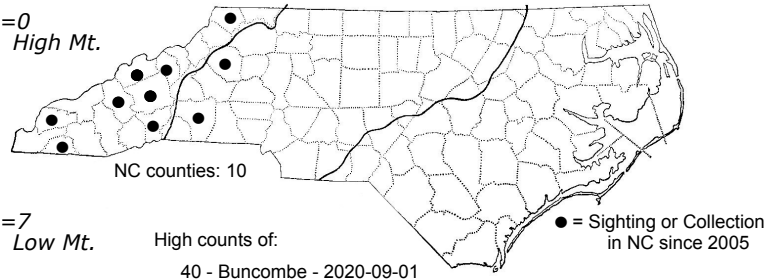 =0
High Mt.
NC counties: 10
=7
Low Mt.
High counts of:
40 - Buncombe - 2020-09-01
= Sighting or Collection
in NC since 2005